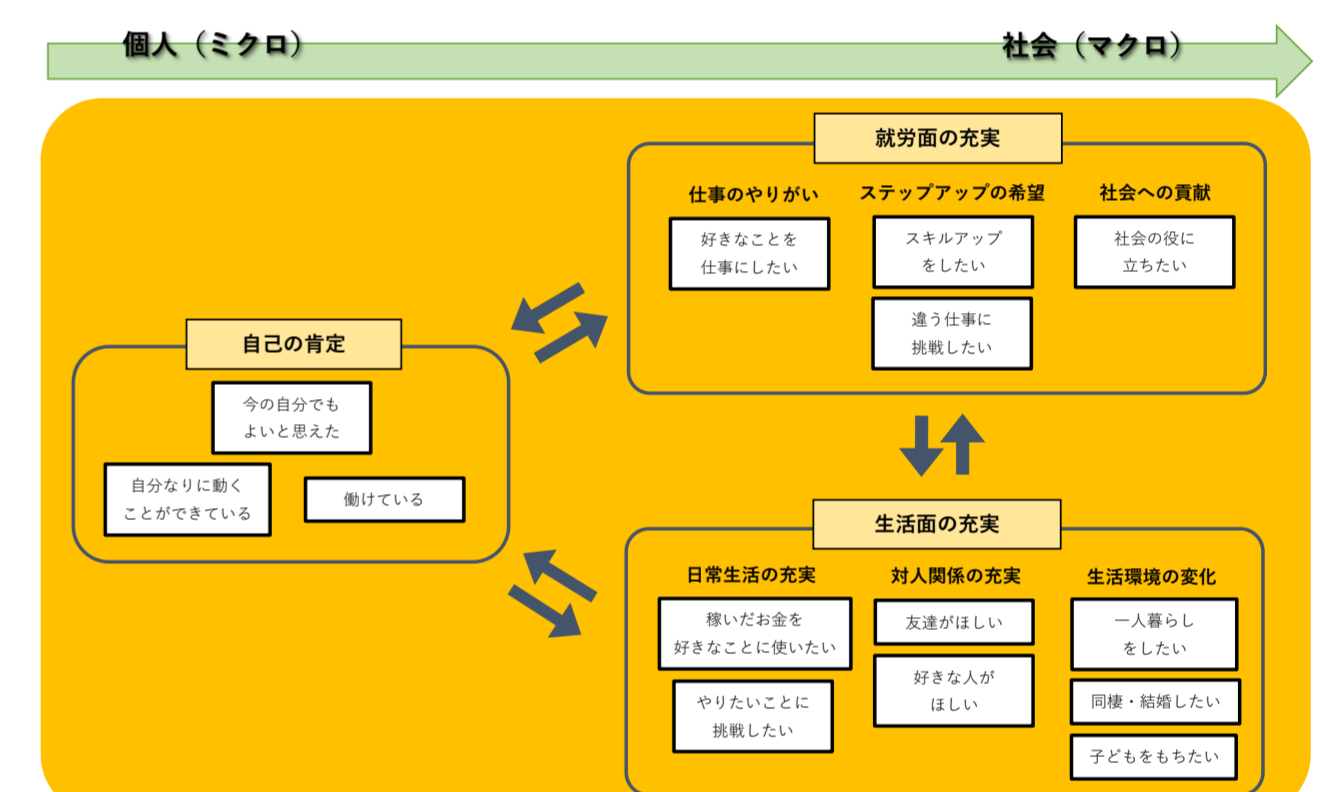 個人（ミクロ）
社会（マクロ）
就労面の充実
仕事のやりがい
好きなことを
仕事にしたい
ステップアップの希望
スキルアップ
をしたい
違う仕事に
挑戦したい
社会への貢献
社会の役に
立ちたい
自己の肯定
今の自分でも
よいと思えた
自分なりに働く
ことができている
働けている
生活面の充実
日常生活の充実
稼いだお金を
好きなことに使いたい
やりたいことに
挑戦したい
対人関係の充実
友達がほしい
好きな人が
ほしい
生活環境の変化
一人暮らし
をしたい
同棲・結婚したい
子どもをもちたい